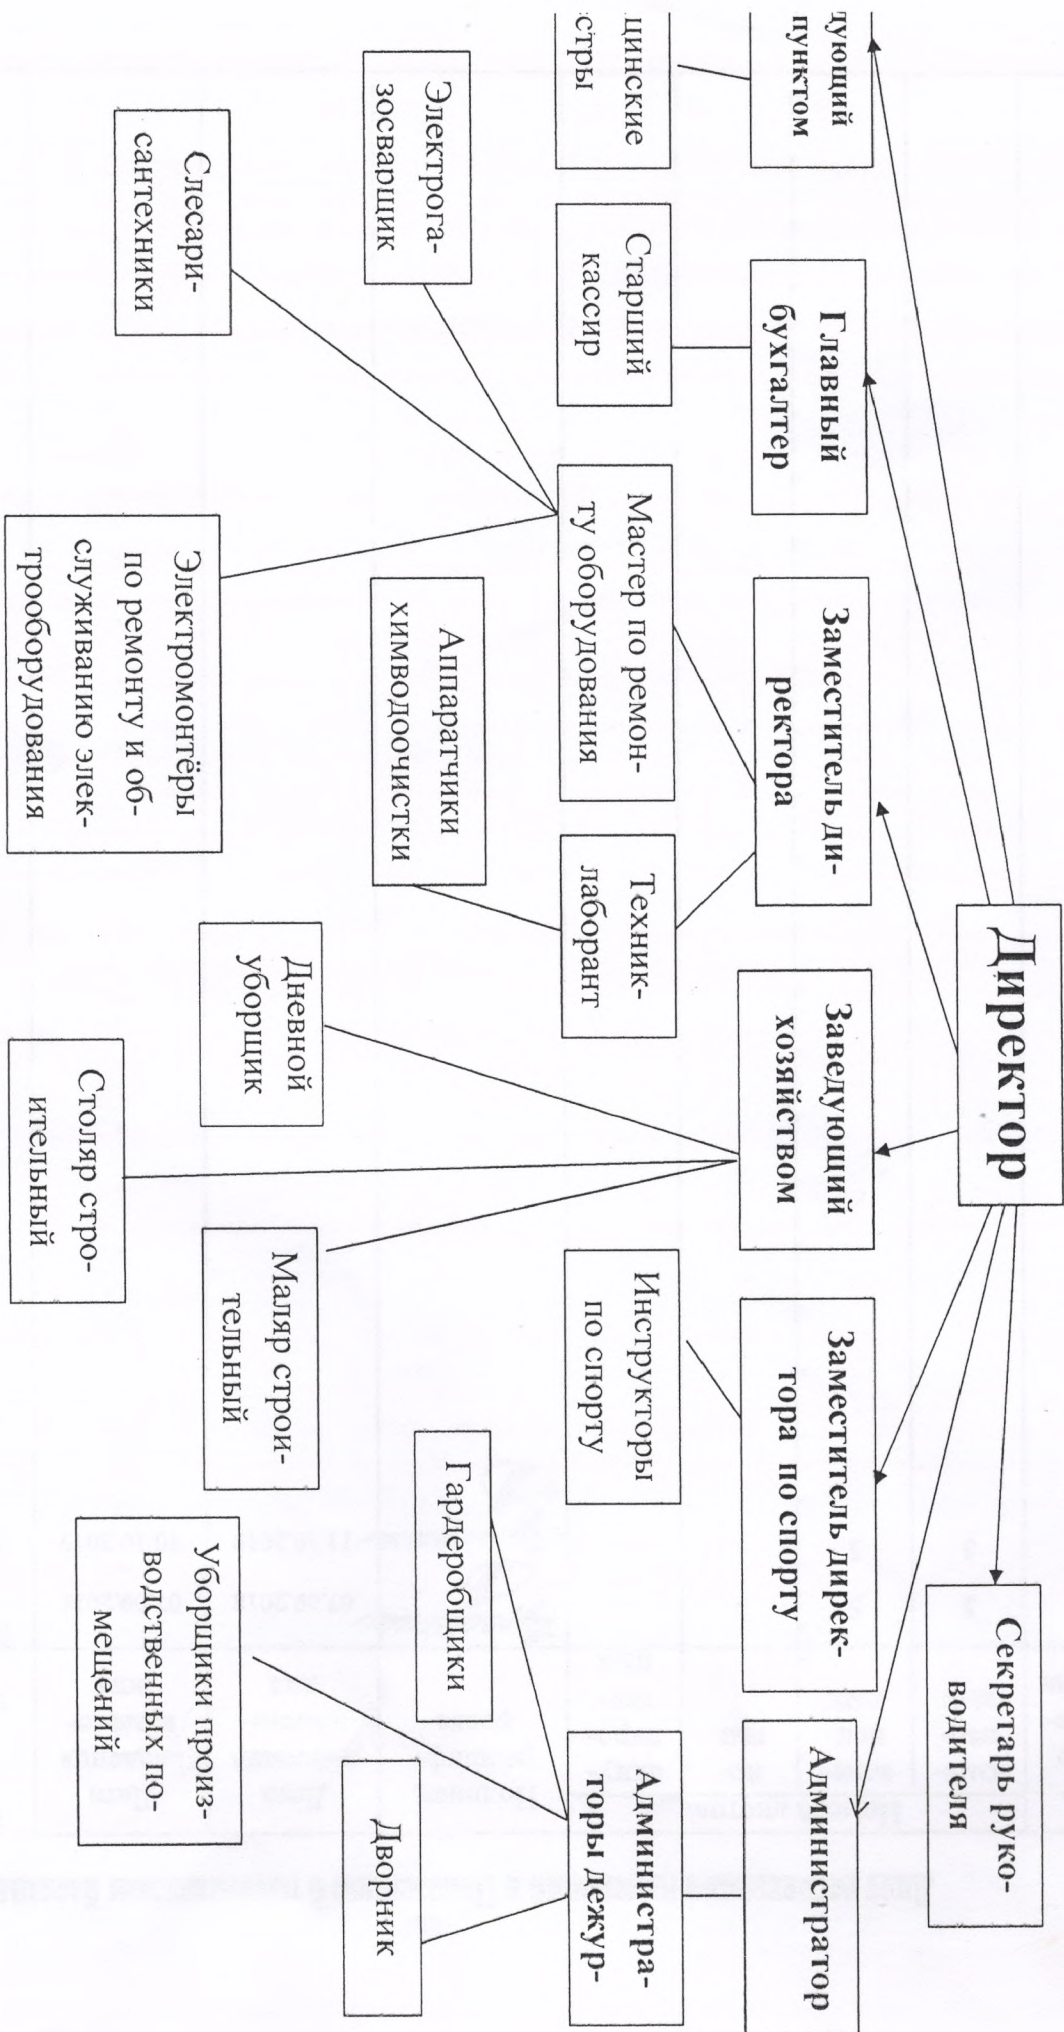 Директор
Секретарь руко-
водителя
дующий
пунктом
Главный
бухгалтер
Заместитель ди-
ректора
Заведующий
хозяйством
Заместитель дирек-
тора по спорту
Администратор
цинские
стры
Старший
кассир
Мастер по ремон-
ту оборудования
Техник-
лаборант
Инструкторы
по спорту
Администра-
торы дежур-
Электрога-
зосварщик
Аппаратчики
химводоочистки
Гардеробщики
Дворник
Слесари-
сантехники
Дневной
уборщик
Маляр строи-
тельный
Уборщики произ-
водственных по-
мещений
Электромонтёры
по ремонту и об-
служиванию элек-
трооборудования
Столяр стро-
ительный